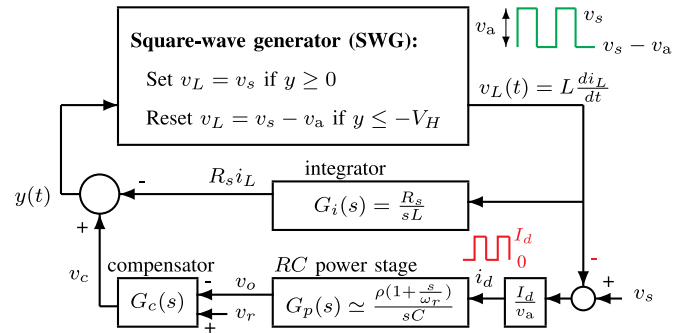 Square-wave generator (SWG):
Set v_L = v_s if y ≥ 0
Reset v_L = v_s − v_a if y ≤ −V_H
v_a
v_s
v_s − v_a
v_L(t) = L di_L/dt
y(t)
-
+
R_s i_L
integrator
G_i(s) = R_s/sL
I_d
0
v_c
compensator
G_c(s)
-
+
v_o
v_r
RC power stage
G_p(s) ≃ ρ(1+s/ω_r)/sC
i_d
I_d/v_a
-
+
v_s